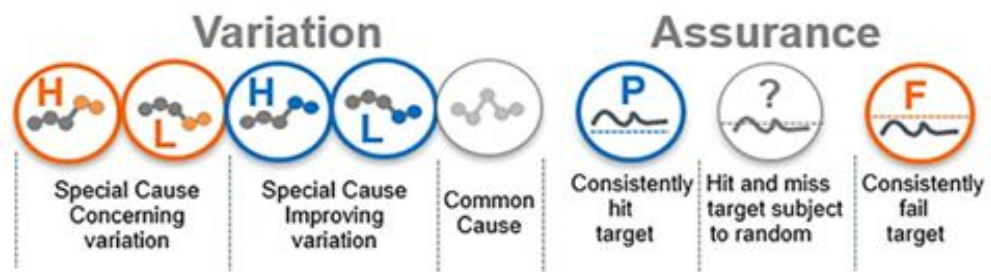 Variation
Assurance
H
L
H
L
P
?
F
Special Cause
Concerning
variation
Special Cause
Improving
variation
Common
Cause
Consistently
hit
target
Hit and miss
target subject
to random
Consistently
fail
target